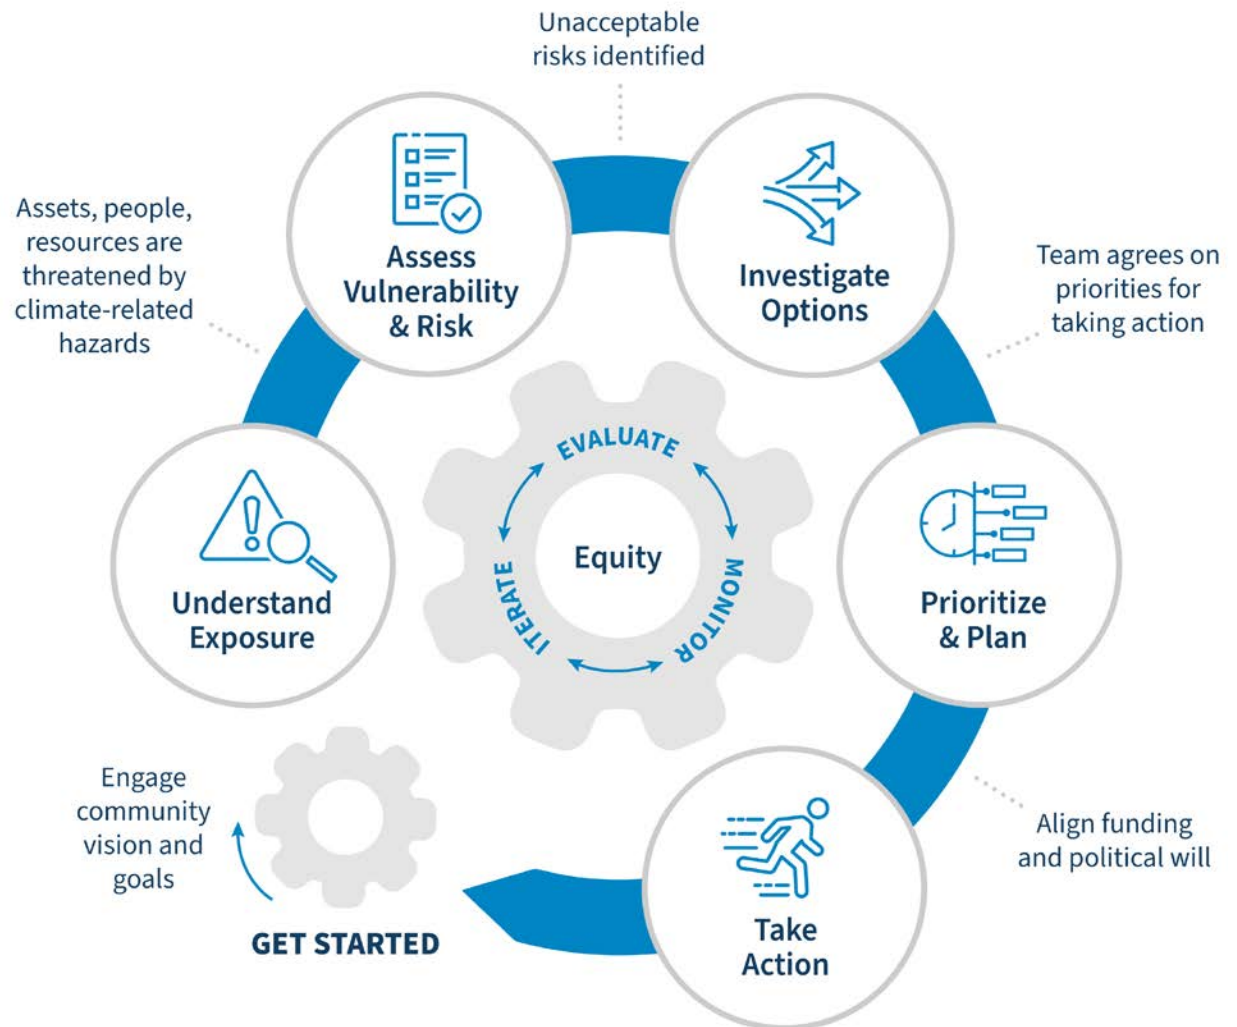 Unacceptable
risks identified
Assess
Vulnerability
& Risk
Investigate
Options
Assets, people,
resources are
threatened by
climate-related
hazards
Team agrees on
priorities for
taking action
EVALUATE
MONITOR
ITERATE
Equity
Understand
Exposure
Prioritize
& Plan
Engage
community
vision and
goals
GET STARTED
Align funding
and political will
Take
Action